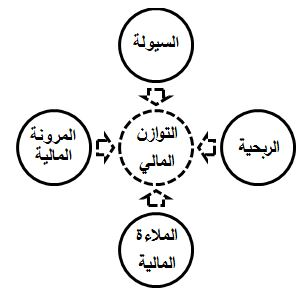 السيولة
التوازن
المالي
الربحية
المرونة
المالية
الملاءة
المالية